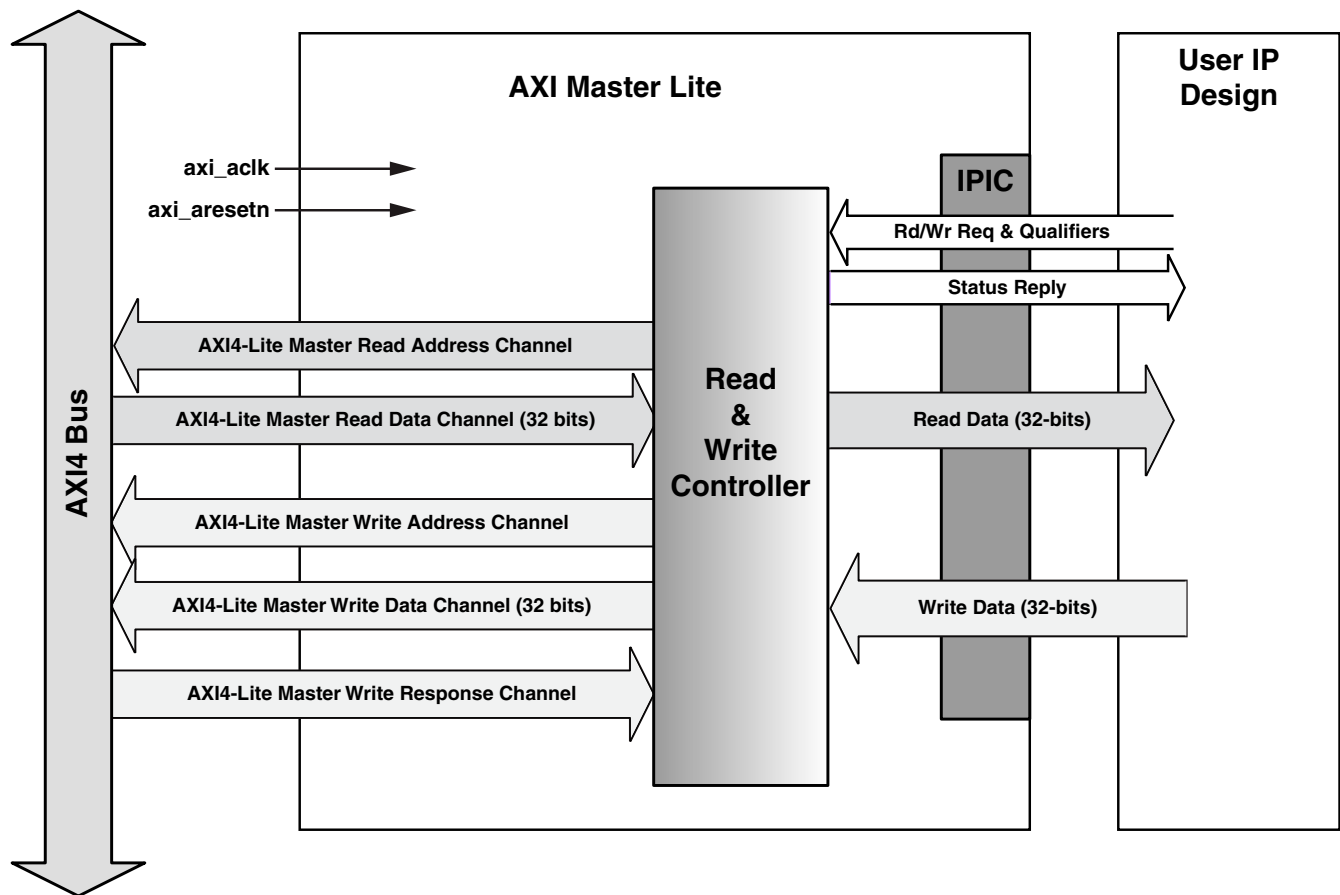 AXI Master Lite
User IP
Design
axi_aclk
axi_aresetn
IPIC
Rd/Wr Req & Qualifiers
Status Reply
AXI4-Lite Master Read Address Channel
AXI4-Lite Master Read Data Channel (32 bits)
AXI4-Lite Master Write Address Channel
AXI4-Lite Master Write Data Channel (32 bits)
AXI4-Lite Master Write Response Channel
Read
&
Write
Controller
Read Data (32-bits)
Write Data (32-bits)
AXI4 Bus